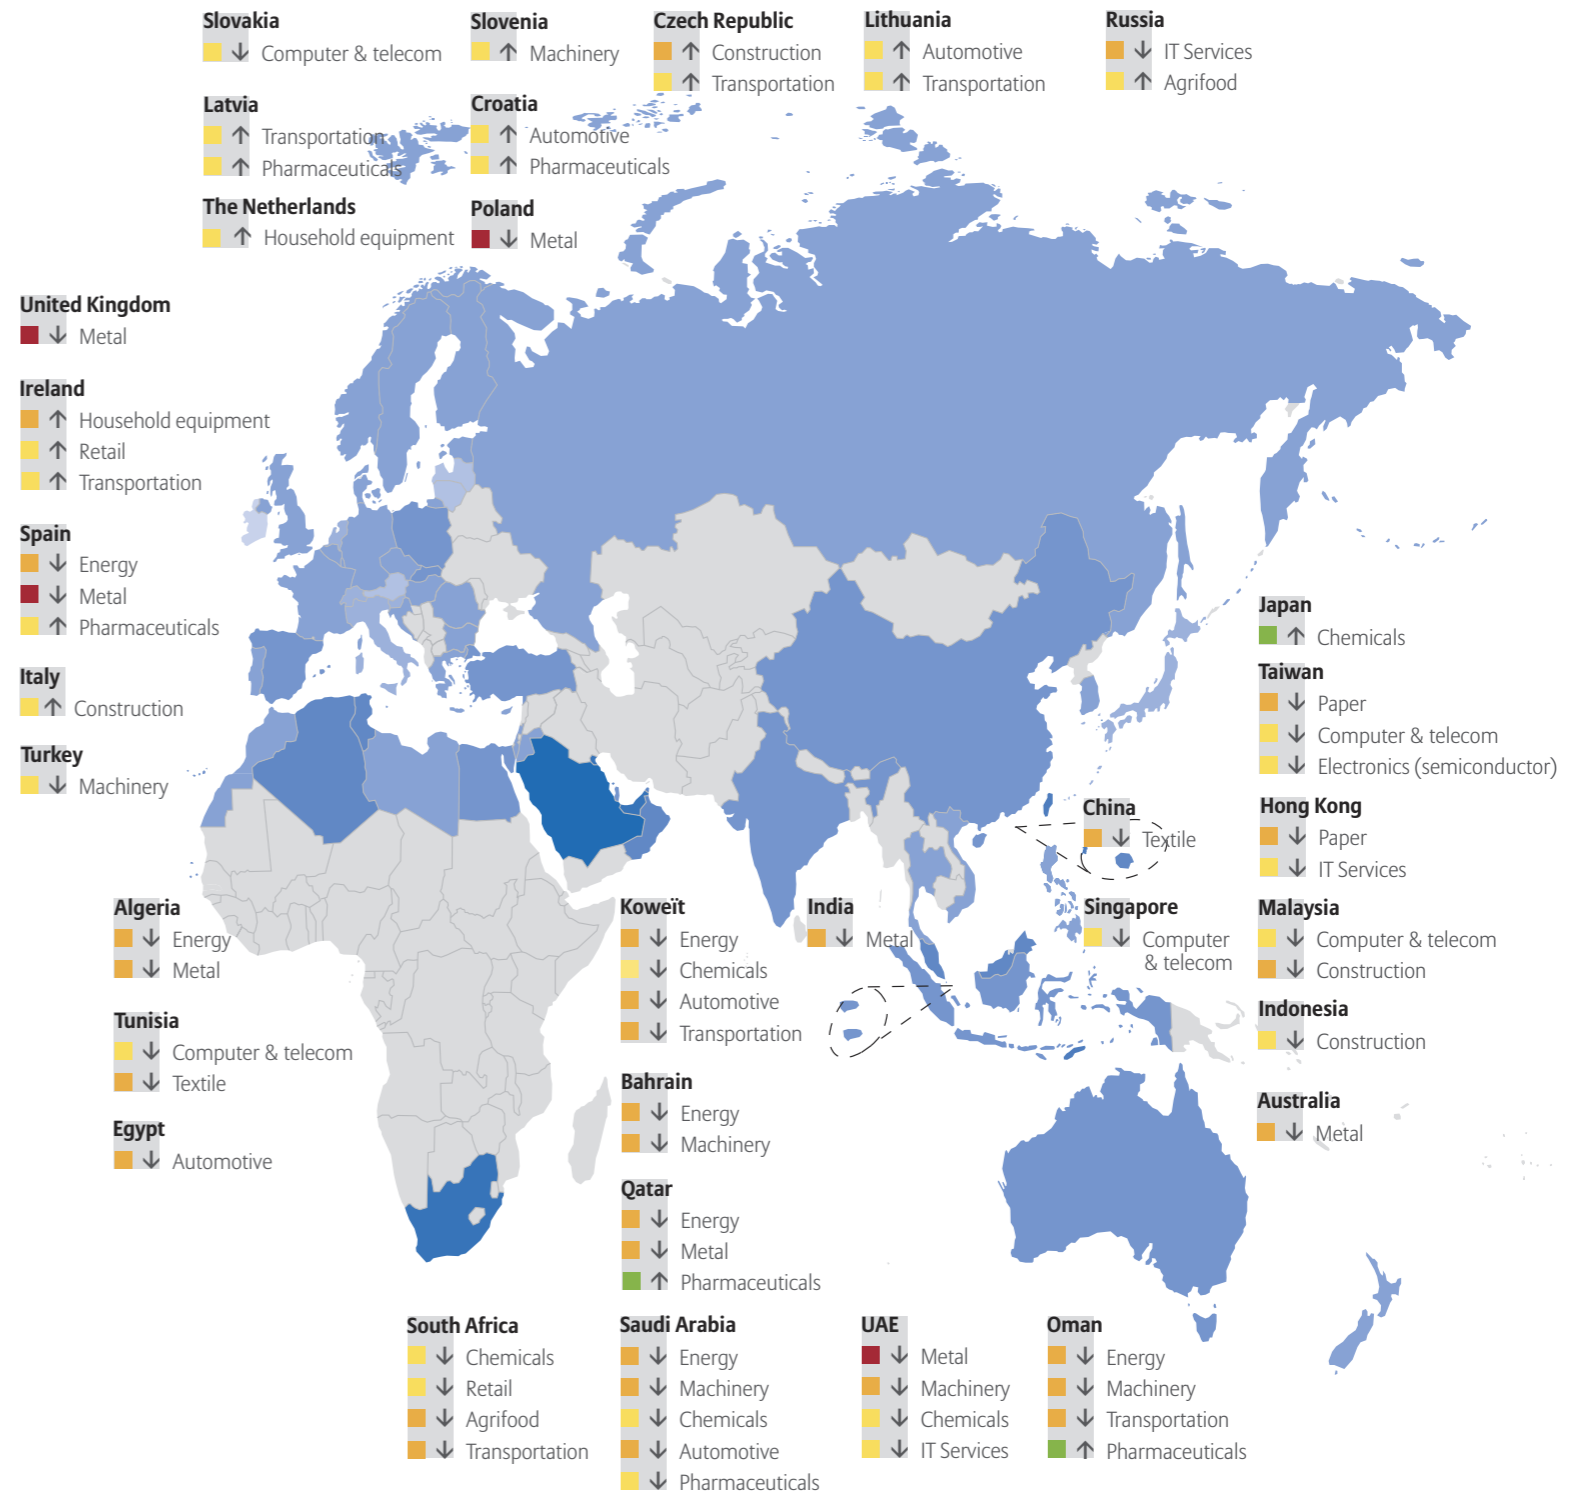 Slovakia
↓ Computer & telecom
Slovenia
↑ Machinery
Czech Republic
↑ Construction
↑ Transportation
Lithuania
↑ Automotive
↑ Transportation
Russia
↓ IT Services
↑ Agrifood
Latvia
↑ Transportation
↑ Pharmaceuticals
Croatia
↑ Automotive
↑ Pharmaceuticals
The Netherlands
↑ Household equipment
Poland
↓ Metal
United Kingdom
↓ Metal
Ireland
↑ Household equipment
↑ Retail
↑ Transportation
Spain
↓ Energy
↓ Metal
↑ Pharmaceuticals
Italy
↑ Construction
Turkey
↓ Machinery
Japan
↑ Chemicals
Taiwan
↓ Paper
↓ Computer & telecom
↓ Electronics (semiconductor)
China
↓ Textile
Hong Kong
↓ Paper
↓ IT Services
Algeria
↓ Energy
↓ Metal
Tunisia
↓ Computer & telecom
↓ Textile
Egypt
↓ Automotive
Koweït
↓ Energy
↓ Chemicals
↓ Automotive
↓ Transportation
India
↓ Metal
Singapore
↓ Computer
& telecom
Malaysia
↓ Computer & telecom
↓ Construction
Indonesia
↓ Construction
Australia
↓ Metal
Bahrain
↓ Energy
↓ Machinery
Qatar
↓ Energy
↓ Metal
↑ Pharmaceuticals
South Africa
↓ Chemicals
↓ Retail
↓ Agrifood
↓ Transportation
Saudi Arabia
↓ Energy
↓ Machinery
↓ Chemicals
↓ Automotive
↓ Pharmaceuticals
UAE
↓ Metal
↓ Machinery
↓ Chemicals
↓ IT Services
Oman
↓ Energy
↓ Machinery
↓ Transportation
↑ Pharmaceuticals